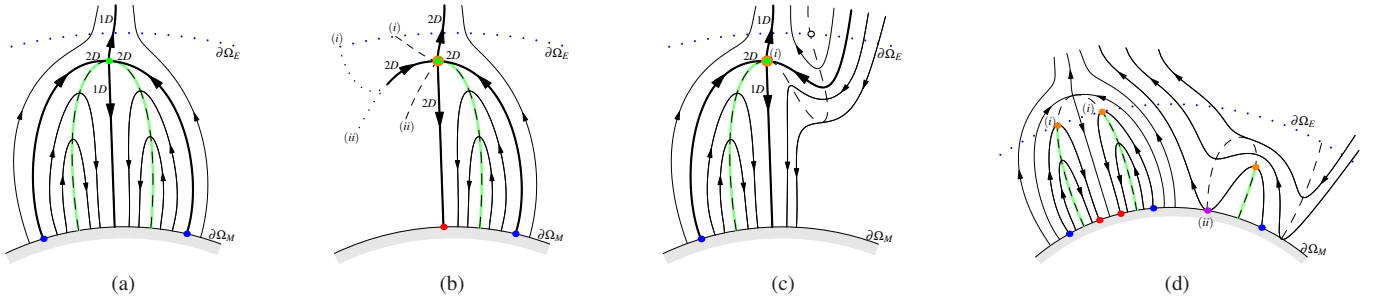 1D
2D 2D
1D
∂Ω_E
∂Ω_M
(a)
2D
(i)
(i)
2D
2D
(ii)
(ii)
∂Ω_E
∂Ω_M
(b)
1D
2D (i)
1D
∂Ω_E
∂Ω_M
(c)
(i) (i)
∂Ω_E
(ii)
∂Ω_M
(d)